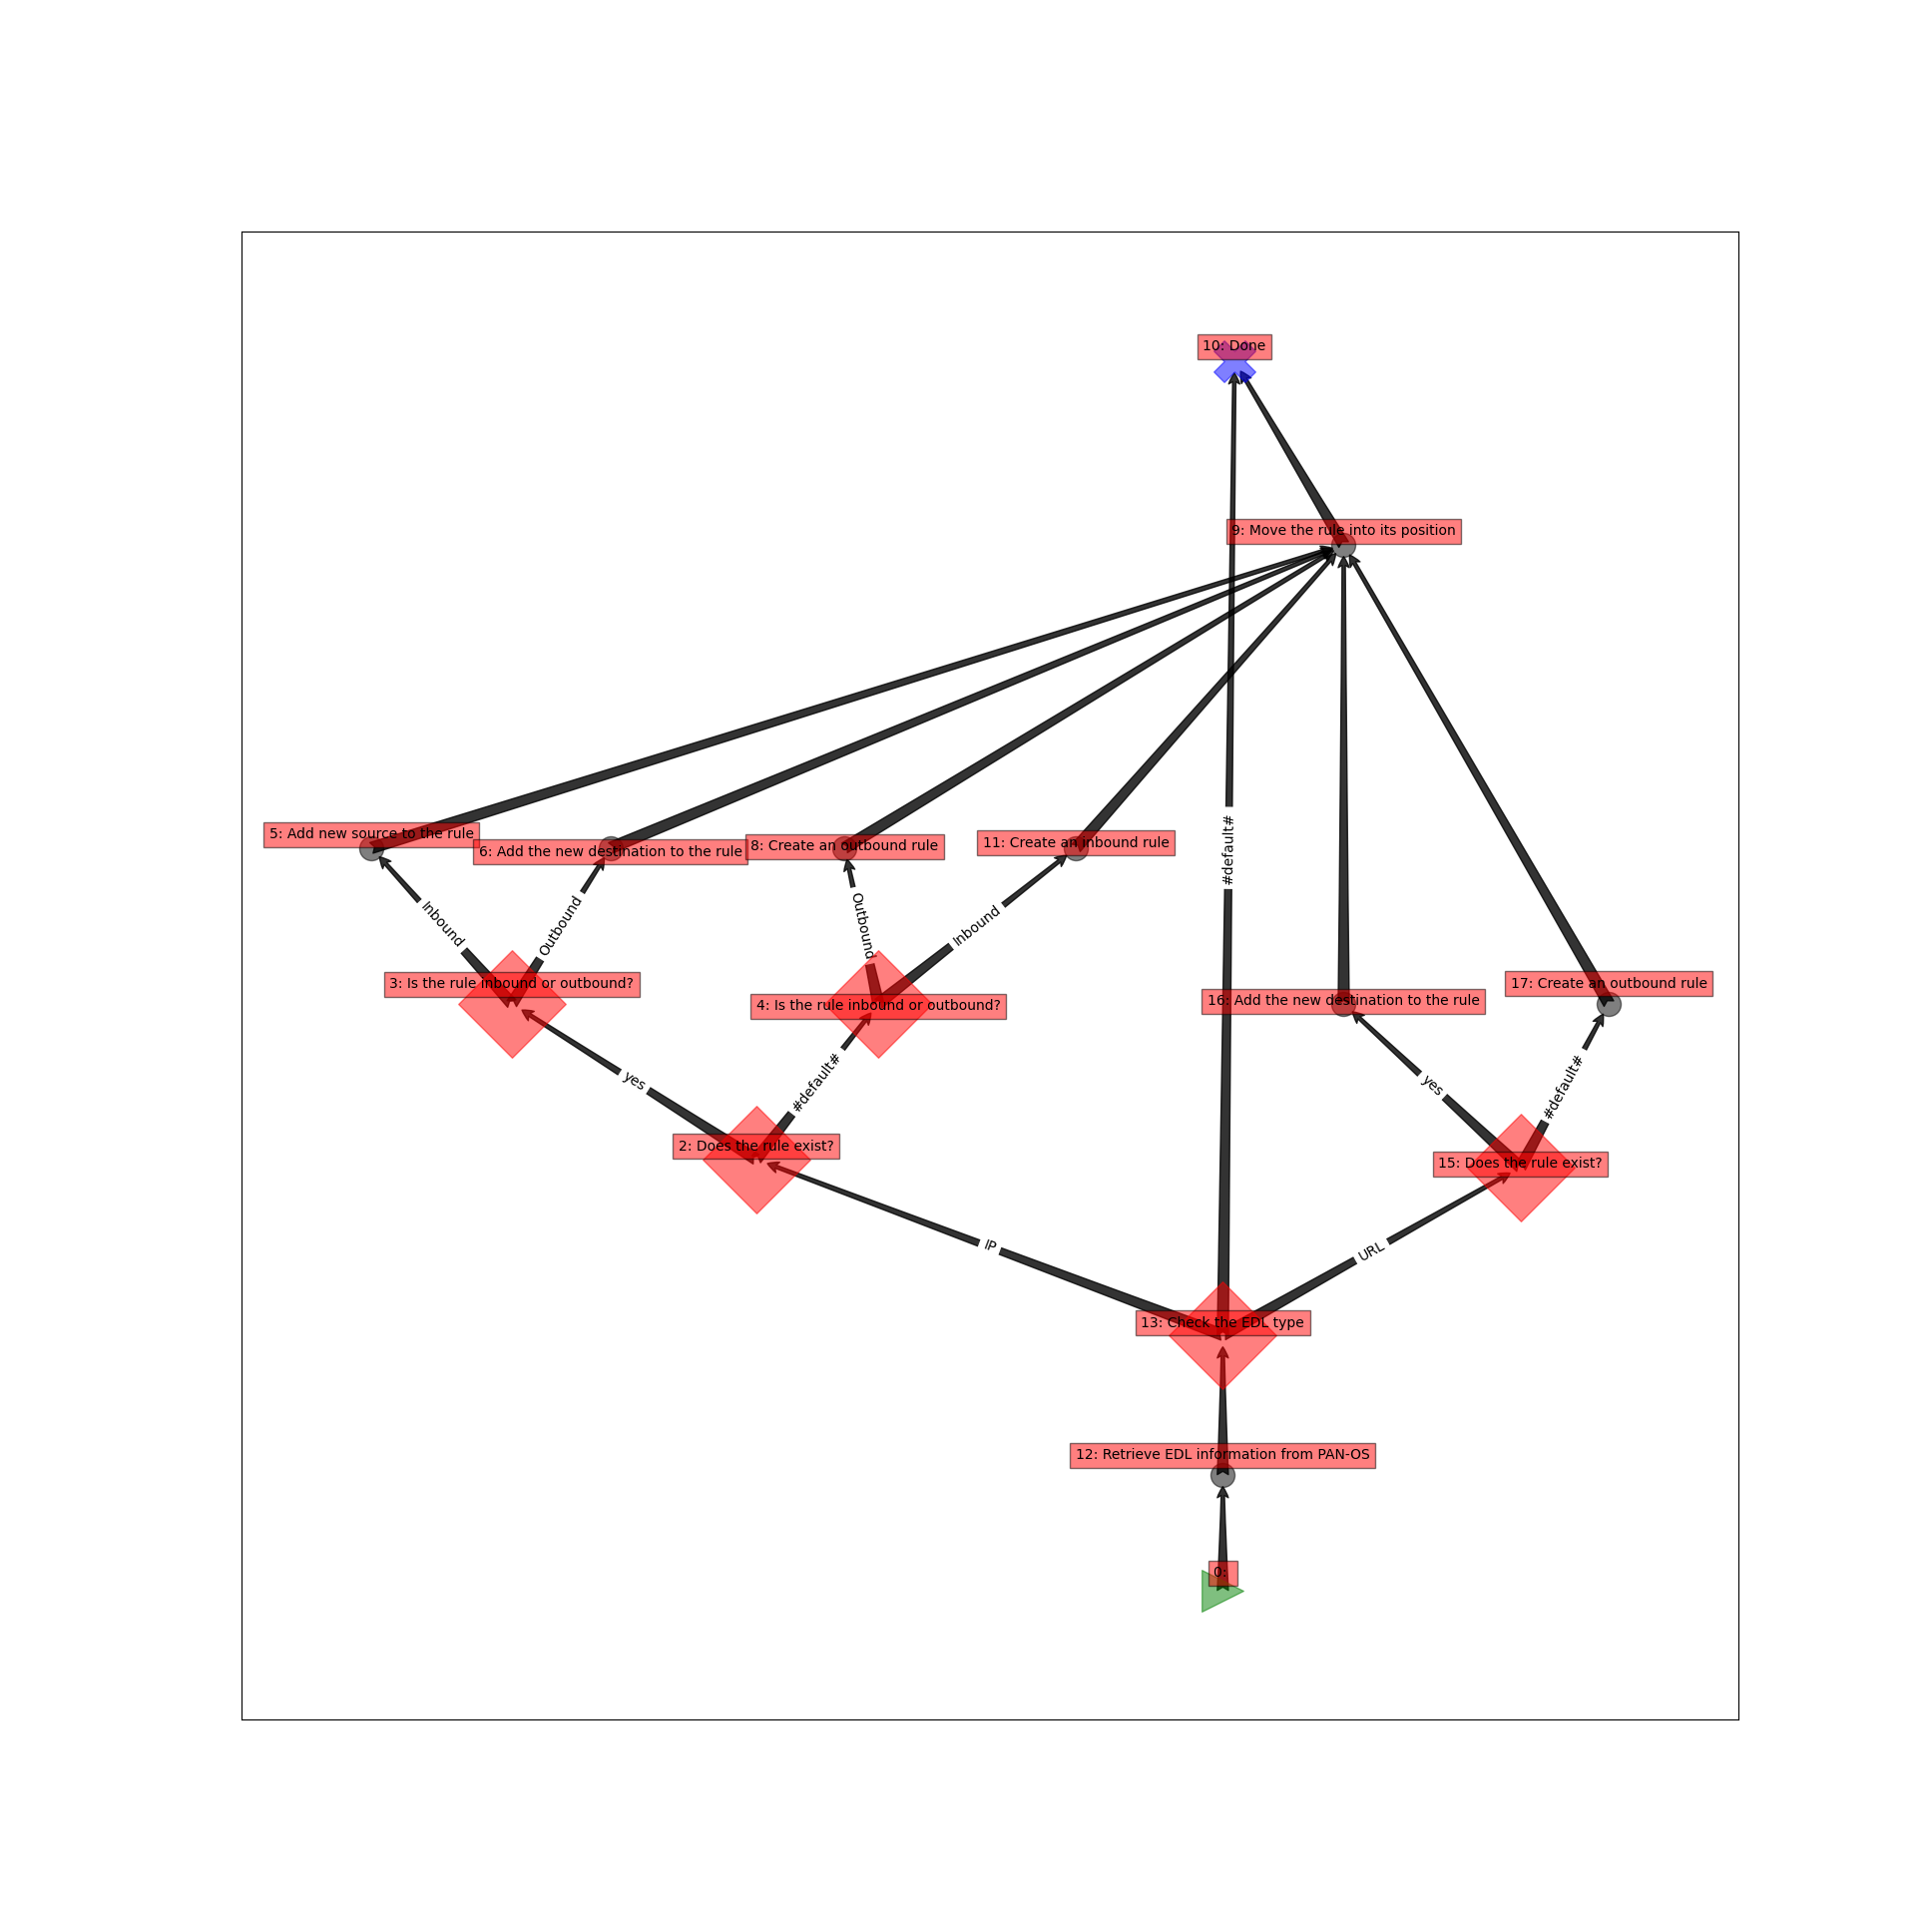 10: Done
9: Move the rule into its position
#default#
5: Add new source to the rule
6: Add the new destination to the rule
8: Create an outbound rule
11: Create an inbound rule
Inbound
Outbound
Outbound
Inbound
3: Is the rule inbound or outbound?
4: Is the rule inbound or outbound?
16: Add the new destination to the rule
17: Create an outbound rule
yes
#default#
yes
#default#
2: Does the rule exist?
15: Does the rule exist?
IP
URL
13: Check the EDL type
12: Retrieve EDL information from PAN-OS
0: